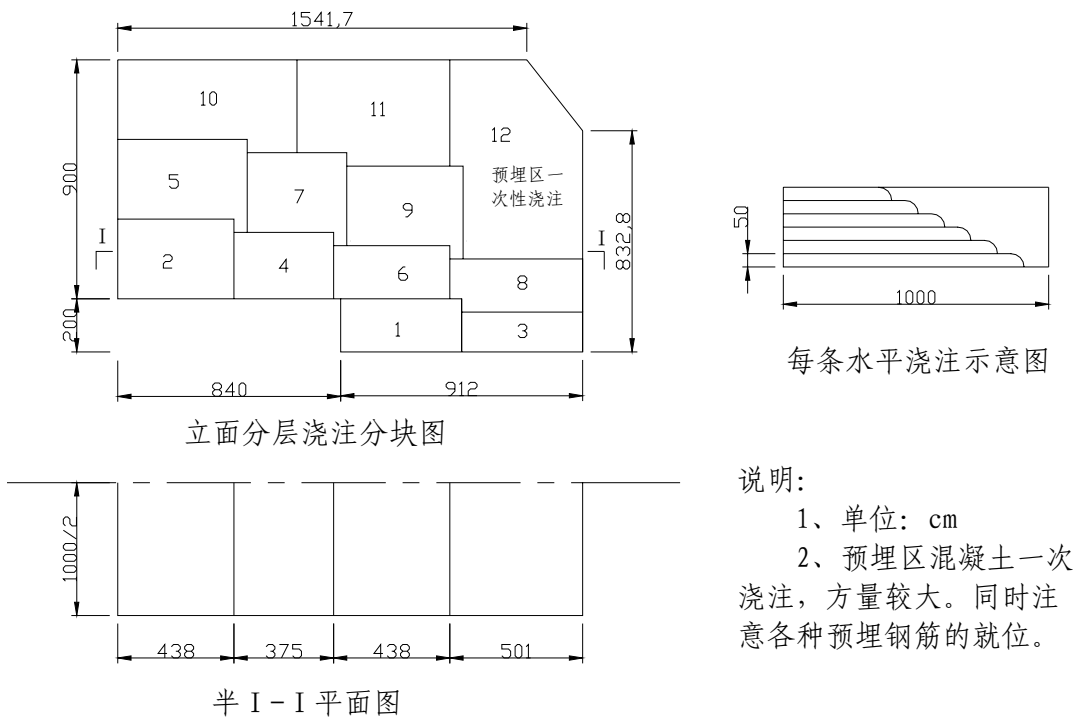 1541,7
10
11
12
预埋区一
次性浇注
900
5
7
9
832,8
50
I
I
2
4
6
8
1000
200
1
3
每条水平浇注示意图
840
912
立面分层浇注分块图
说明:
1、单位: cm
2、预埋区混凝土一次
浇注，方量较大。同时注
意各种预埋钢筋的就位。
1000/2
438
375
438
501
半 I-I 平面图